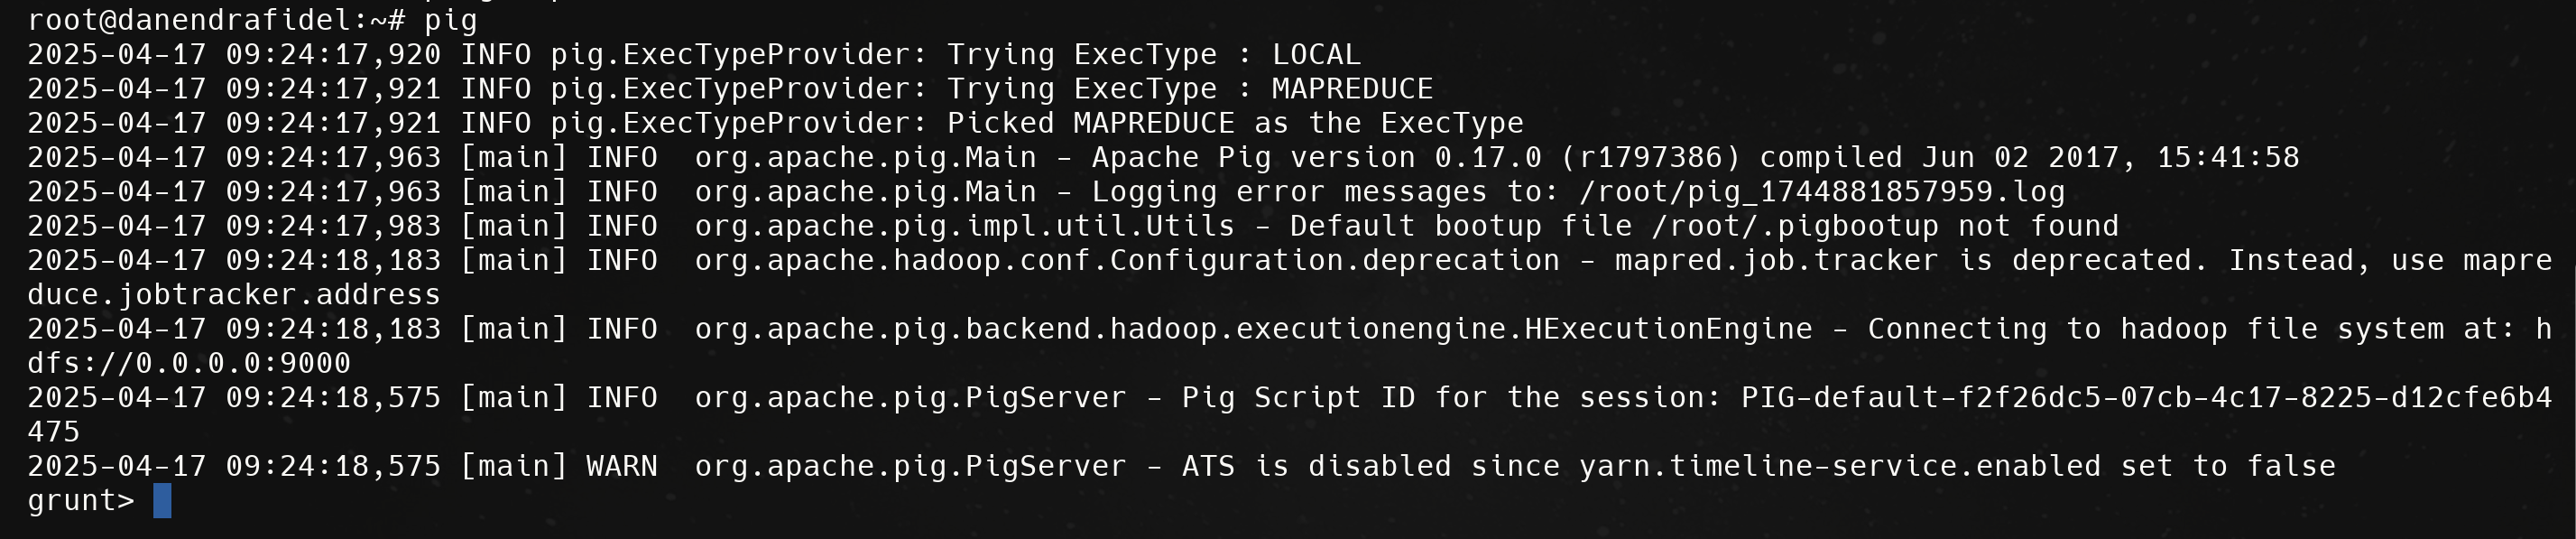 root@danendrafidel:~# pig
2025-04-17 09:24:17,920 INFO pig.ExecTypeProvider: Trying ExecType : LOCAL
2025-04-17 09:24:17,921 INFO pig.ExecTypeProvider: Trying ExecType : MAPREDUCE
2025-04-17 09:24:17,921 INFO pig.ExecTypeProvider: Picked MAPREDUCE as the ExecType
2025-04-17 09:24:17,963 [main] INFO  org.apache.pig.Main - Apache Pig version 0.17.0 (r1797386) compiled Jun 02 2017, 15:41:58
2025-04-17 09:24:17,963 [main] INFO  org.apache.pig.Main - Logging error messages to: /root/pig_1744881857959.log
2025-04-17 09:24:17,983 [main] INFO  org.apache.pig.impl.util.Utils - Default bootup file /root/.pigbootup not found
2025-04-17 09:24:18,183 [main] INFO  org.apache.hadoop.conf.Configuration.deprecation - mapred.job.tracker is deprecated. Instead, use mapre
duce.jobtracker.address
2025-04-17 09:24:18,183 [main] INFO  org.apache.pig.backend.hadoop.executionengine.HExecutionEngine - Connecting to hadoop file system at: h
dfs://0.0.0.0:9000
2025-04-17 09:24:18,575 [main] INFO  org.apache.pig.PigServer - Pig Script ID for the session: PIG-default-f2f26dc5-07cb-4c17-8225-d12cfe6b4
475
2025-04-17 09:24:18,575 [main] WARN  org.apache.pig.PigServer - ATS is disabled since yarn.timeline-service.enabled set to false
grunt>